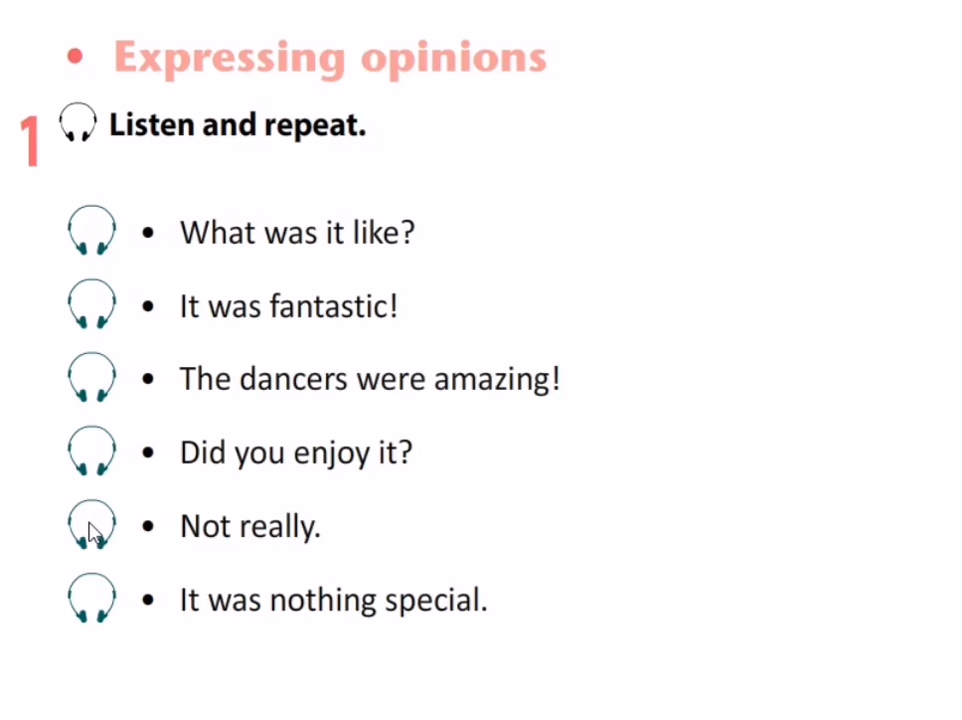 • Expressing opinions
1 Listen and repeat.
• What was it like?
• It was fantastic!
• The dancers were amazing!
• Did you enjoy it?
• Not really.
• It was nothing special.